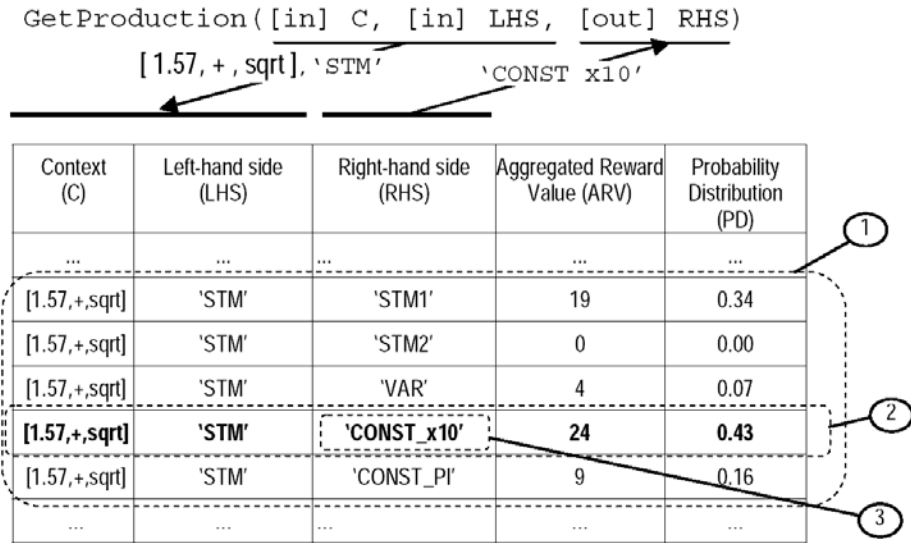 GetProduction([in] C, [in] LHS, [out] RHS)
[1.57, + , sqrt], 'STM' 'CONST x10'
Context (C) Left-hand side (LHS) Right-hand side (RHS) Aggregated Reward Value (ARV) Probability Distribution (PD)
... ... ... ... ...
1
[1.57,+,sqrt] 'STM' 'STM1' 19 0.34
[1.57,+,sqrt] 'STM' 'STM2' 0 0.00
[1.57,+,sqrt] 'STM' 'VAR' 4 0.07
2
[1.57,+,sqrt] 'STM' 'CONST_x10' 24 0.43
[1.57,+,sqrt] 'STM' 'CONST_PI' 9 0.16
3
... ... ... ... ...